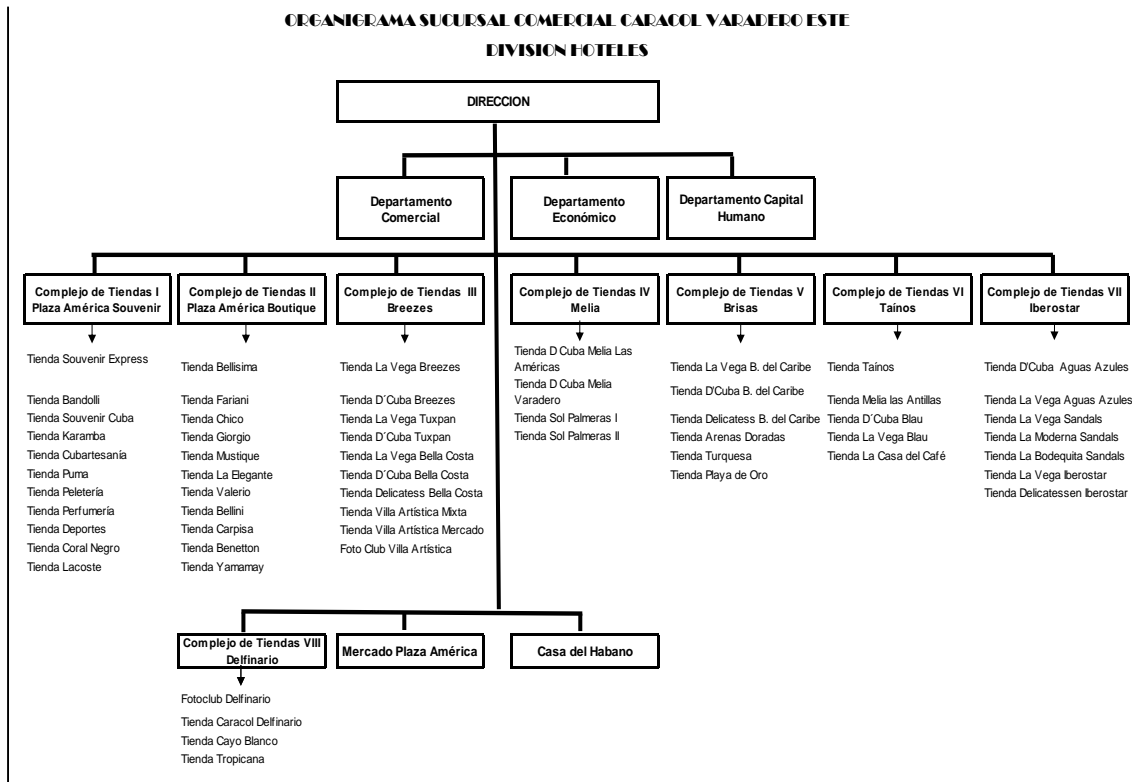 ORGANIGRAMA SUCURSAL COMERCIAL CARACOL VARADERO ESTE
DIVISION HOTELES
DIRECCION
Departamento
Comercial
Departamento
Económico
Departamento Capital
Humano
Complejo de Tiendas I
Plaza América Souvenir
Tienda Souvenir Express
Tienda Bandolli
Tienda Souvenir Cuba
Tienda Karamba
Tienda Cubartesanía
Tienda Puma
Tienda Peletería
Tienda Perfumería
Tienda Deportes
Tienda Coral Negro
Tienda Lacoste
Complejo de Tiendas II
Plaza América Boutique
Tienda Bellisima
Tienda Fariani
Tienda Chico
Tienda Giorgio
Tienda Mustique
Tienda La Elegante
Tienda Valerio
Tienda Bellini
Tienda Carpisa
Tienda Benetton
Tienda Yamamay
Complejo de Tiendas III
Breezes
Tienda La Vega Breezes
Tienda D´Cuba Breezes
Tienda La Vega Tuxpan
Tienda D´Cuba Tuxpan
Tienda La Vega Bella Costa
Tienda D´Cuba Bella Costa
Tienda Delicatess Bella Costa
Tienda Villa Artística Mixta
Tienda Villa Artística Mercado
Foto Club Villa Artística
Complejo de Tiendas IV
Melia
Tienda D Cuba Melia Las
Américas
Tienda D Cuba Melia
Varadero
Tienda Sol Palmeras I
Tienda Sol Palmeras II
Complejo de Tiendas V
Brisas
Tienda La Vega B. del Caribe
Tienda D'Cuba B. del Caribe
Tienda Delicatess B. del Caribe
Tienda Arenas Doradas
Tienda Turquesa
Tienda Playa de Oro
Complejo de Tiendas VI
Taínos
Tienda Taínos
Tienda Melia las Antillas
Tienda D´Cuba Blau
Tienda La Vega Blau
Tienda La Casa del Café
Complejo de Tiendas VII
Iberostar
Tienda D'Cuba Aguas Azules
Tienda La Vega Aguas Azules
Tienda La Vega Sandals
Tienda La Moderna Sandals
Tienda La Bodequita Sandals
Tienda La Vega Iberostar
Tienda Delicatessen Iberostar
Complejo de Tiendas VIII
Delfinario
Fotoclub Delfinario
Tienda Caracol Delfinario
Tienda Cayo Blanco
Tienda Tropicana
Mercado Plaza América
Casa del Habano